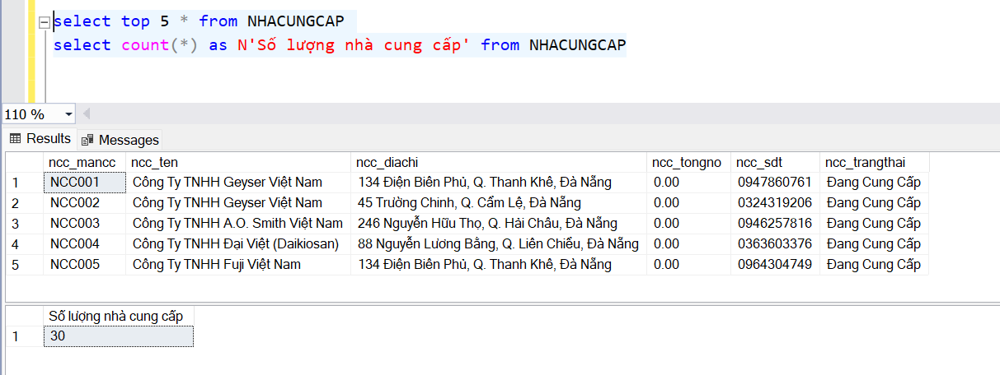 select top 5 * from NHACUNGCAP
select count(*) as N'Số lượng nhà cung cấp' from NHACUNGCAP
110 %
Results Messages
ncc_mancc ncc_ten ncc_diachi ncc_tongno ncc_sdt ncc_trangthai
1 NCC001 Công Ty TNHH Geyser Việt Nam 134 Điện Biên Phủ, Q. Thanh Khê, Đà Nẵng 0.00 0947860761 Đang Cung Cấp
2 NCC002 Công Ty TNHH Geyser Việt Nam 45 Trường Chinh, Q. Cẩm Lệ, Đà Nẵng 0.00 0324319206 Đang Cung Cấp
3 NCC003 Công Ty TNHH A.O. Smith Việt Nam 246 Nguyễn Hữu Thọ, Q. Hải Châu, Đà Nẵng 0.00 0946257816 Đang Cung Cấp
4 NCC004 Công Ty TNHH Đại Việt (Daikiosan) 88 Nguyễn Lương Bằng, Q. Liên Chiểu, Đà Nẵng 0.00 0363603376 Đang Cung Cấp
5 NCC005 Công Ty TNHH Fuji Việt Nam 134 Điện Biên Phủ, Q. Thanh Khê, Đà Nẵng 0.00 0964304749 Đang Cung Cấp
Số lượng nhà cung cấp
1 30